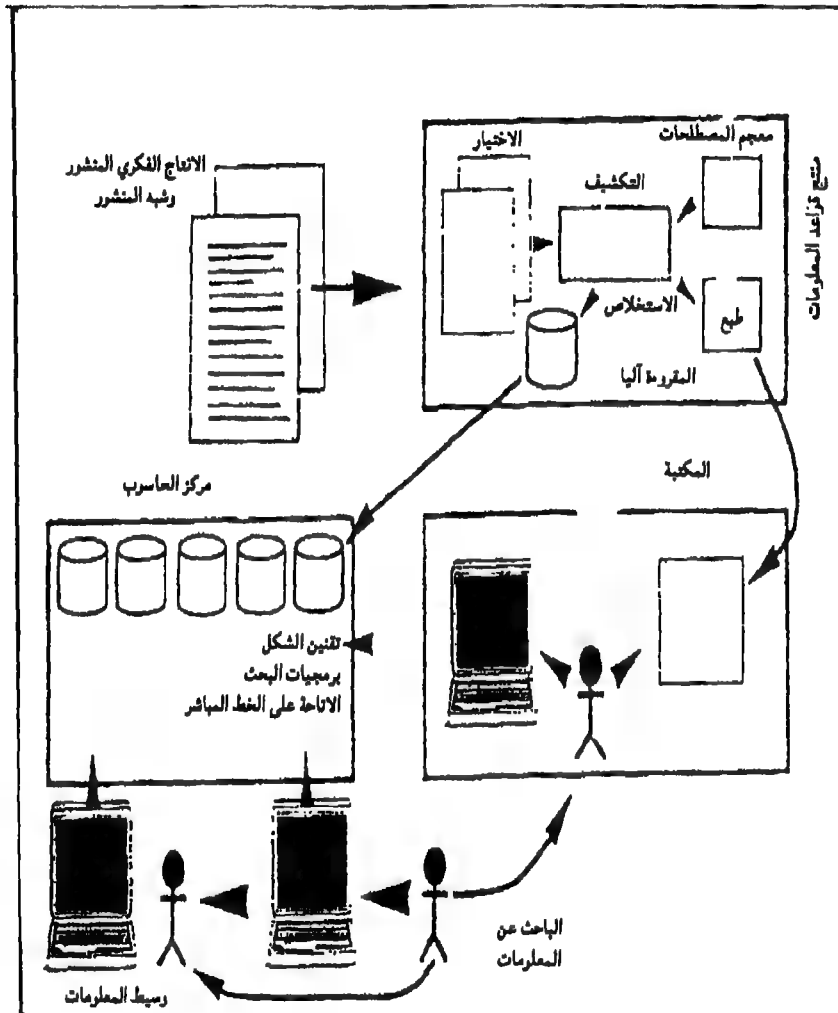 معجم المصطلحات
الاختيار
الانتاج الفكري المنشور
وشبه المنشور
التكشيف
منتج قواعد المعلومات
الاستخلاص
طبع
المقروءة آليا
المكتبة
مركز الحاسوب
تقنين الشكل
برمجيات البحث
الاتاحة على الخط المباشر
الباحث عن
المعلومات
وسيط المعلومات